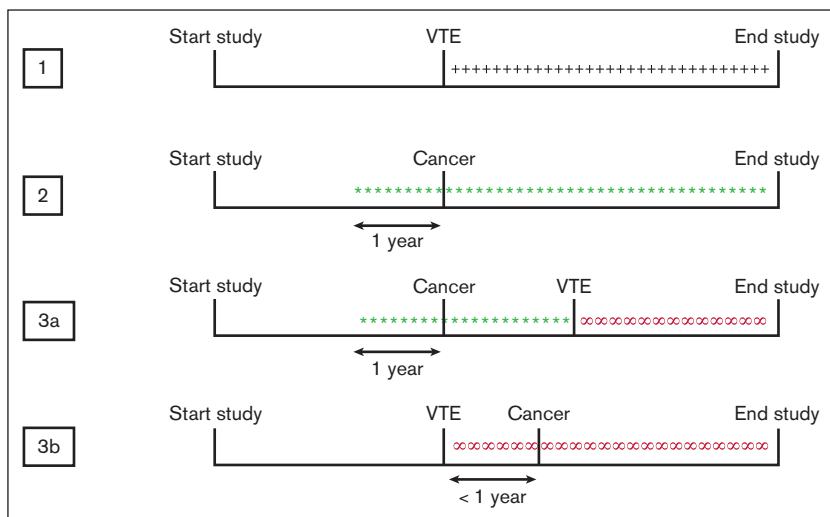 Start study VTE End study
1 ++++++++++++++++++++++++++++++
Start study Cancer End study
2 ****************************************
1 year
Start study Cancer VTE End study
3a ********************* ∞∞∞∞∞∞∞∞∞∞∞∞∞
1 year
Start study VTE Cancer End study
3b ∞∞∞∞∞∞∞∞∞∞∞∞∞∞∞∞∞∞∞∞∞∞
< 1 year